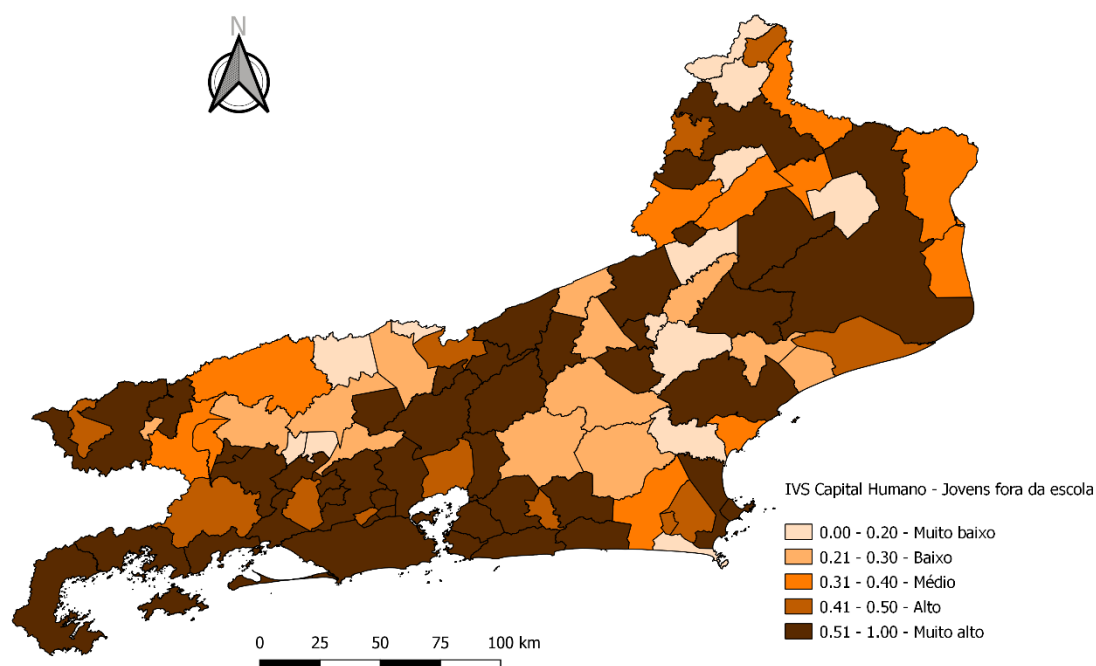 N
IVS Capital Humano - Jovens fora da escola
0.00 - 0.20 - Muito baixo
0.21 - 0.30 - Baixo
0.31 - 0.40 - Médio
0.41 - 0.50 - Alto
0.51 - 1.00 - Muito alto
0 25 50 75 100 km